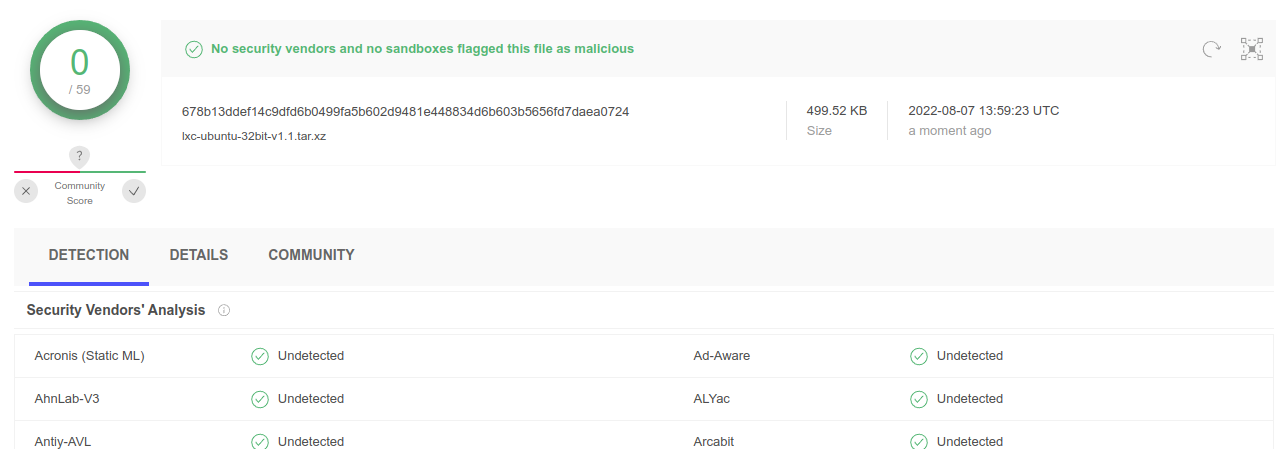 0
/ 59
?
Community
Score
No security vendors and no sandboxes flagged this file as malicious
678b13ddef14c9dfd6b0499fa5b602d9481e448834d6b603b5656fd7daea0724
lxc-ubuntu-32bit-v1.1.tar.xz
499.52 KB
Size
2022-08-07 13:59:23 UTC
a moment ago
DETECTION DETAILS COMMUNITY
Security Vendors' Analysis
Acronis (Static ML) Undetected Ad-Aware Undetected
AhnLab-V3 Undetected ALYac Undetected
Antiy-AVL Undetected Arcabit Undetected